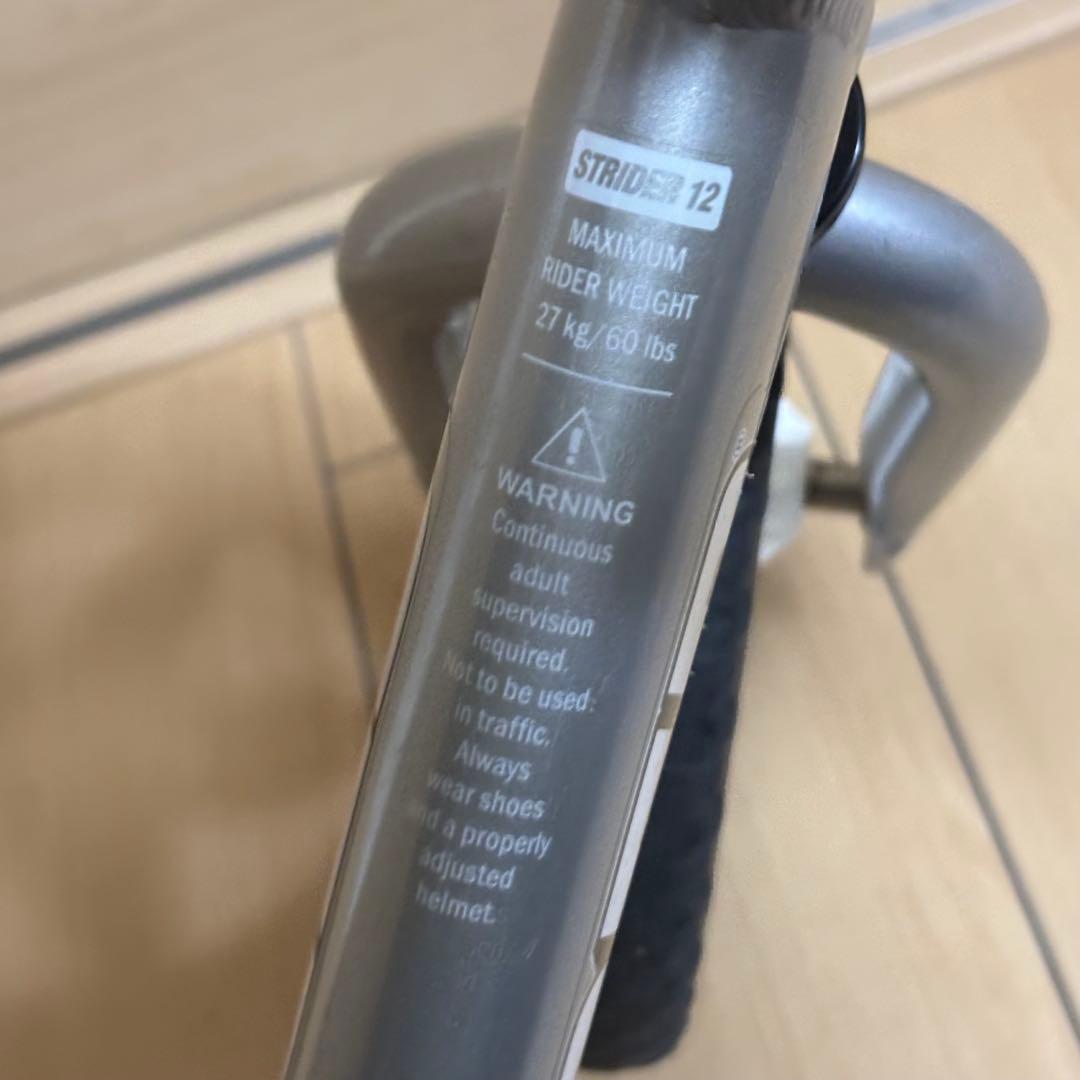 STRIDER 12
MAXIMUM
RIDER WEIGHT
27 kg/60 lbs
WARNING
Continuous
adult
supervision
required.
Not to be used
in traffic.
Always
wear shoes
and a properly
adjusted
helmet.